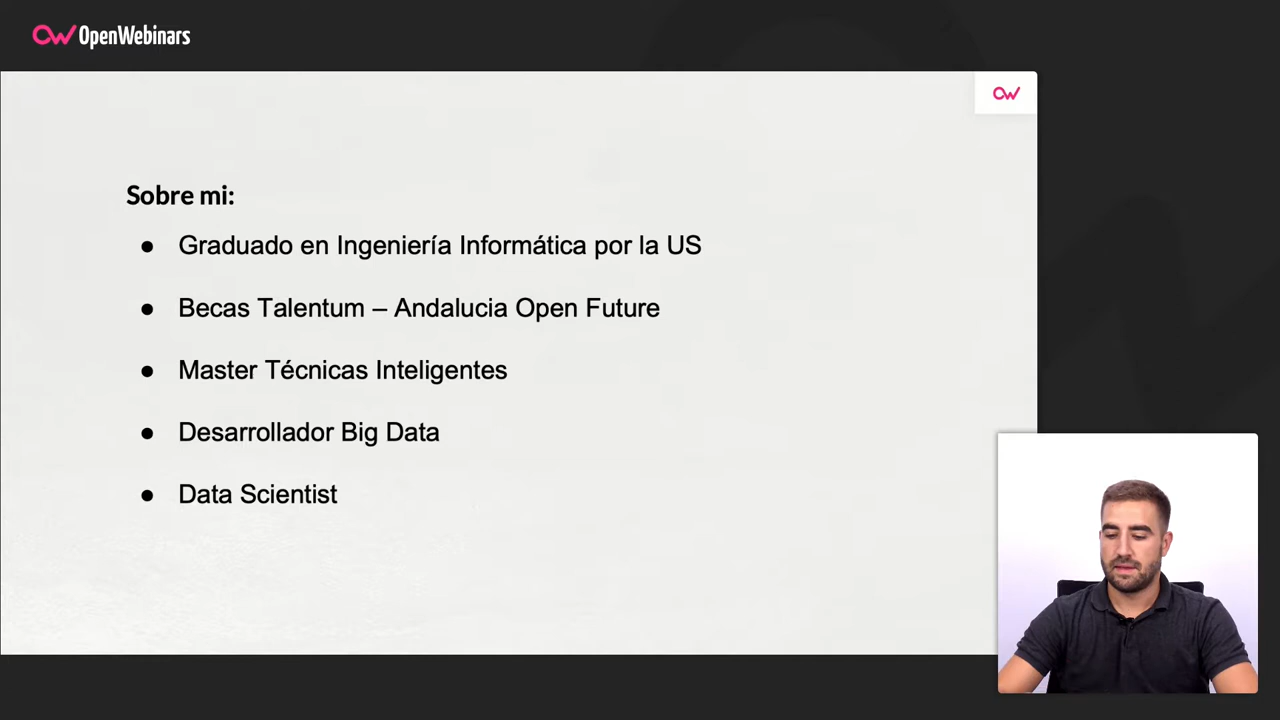 OpenWebinars
Sobre mi:
● Graduado en Ingeniería Informática por la US
● Becas Talentum – Andalucia Open Future
● Master Técnicas Inteligentes
● Desarrollador Big Data
● Data Scientist